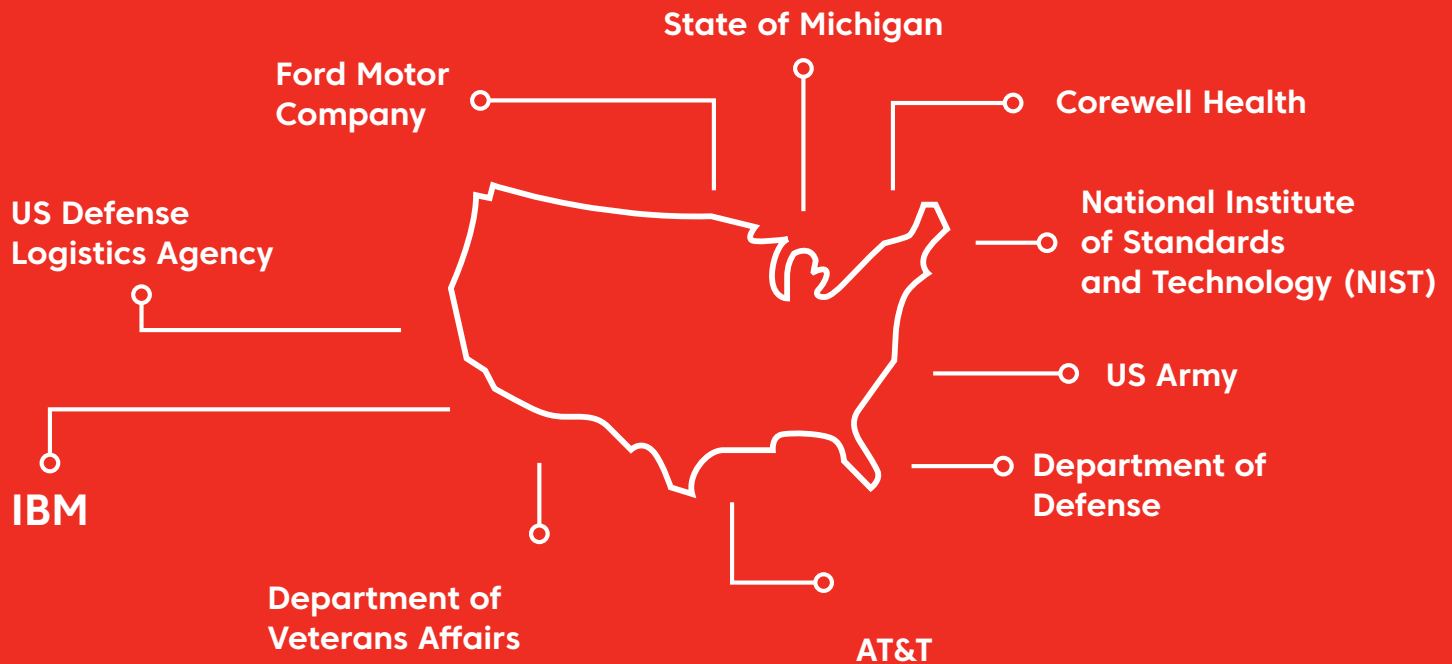 State of Michigan
Ford Motor
Company
Corewell Health
US Defense
Logistics Agency
National Institute
of Standards
and Technology (NIST)
US Army
IBM
Department of
Defense
Department of
Veterans Affairs
AT&T